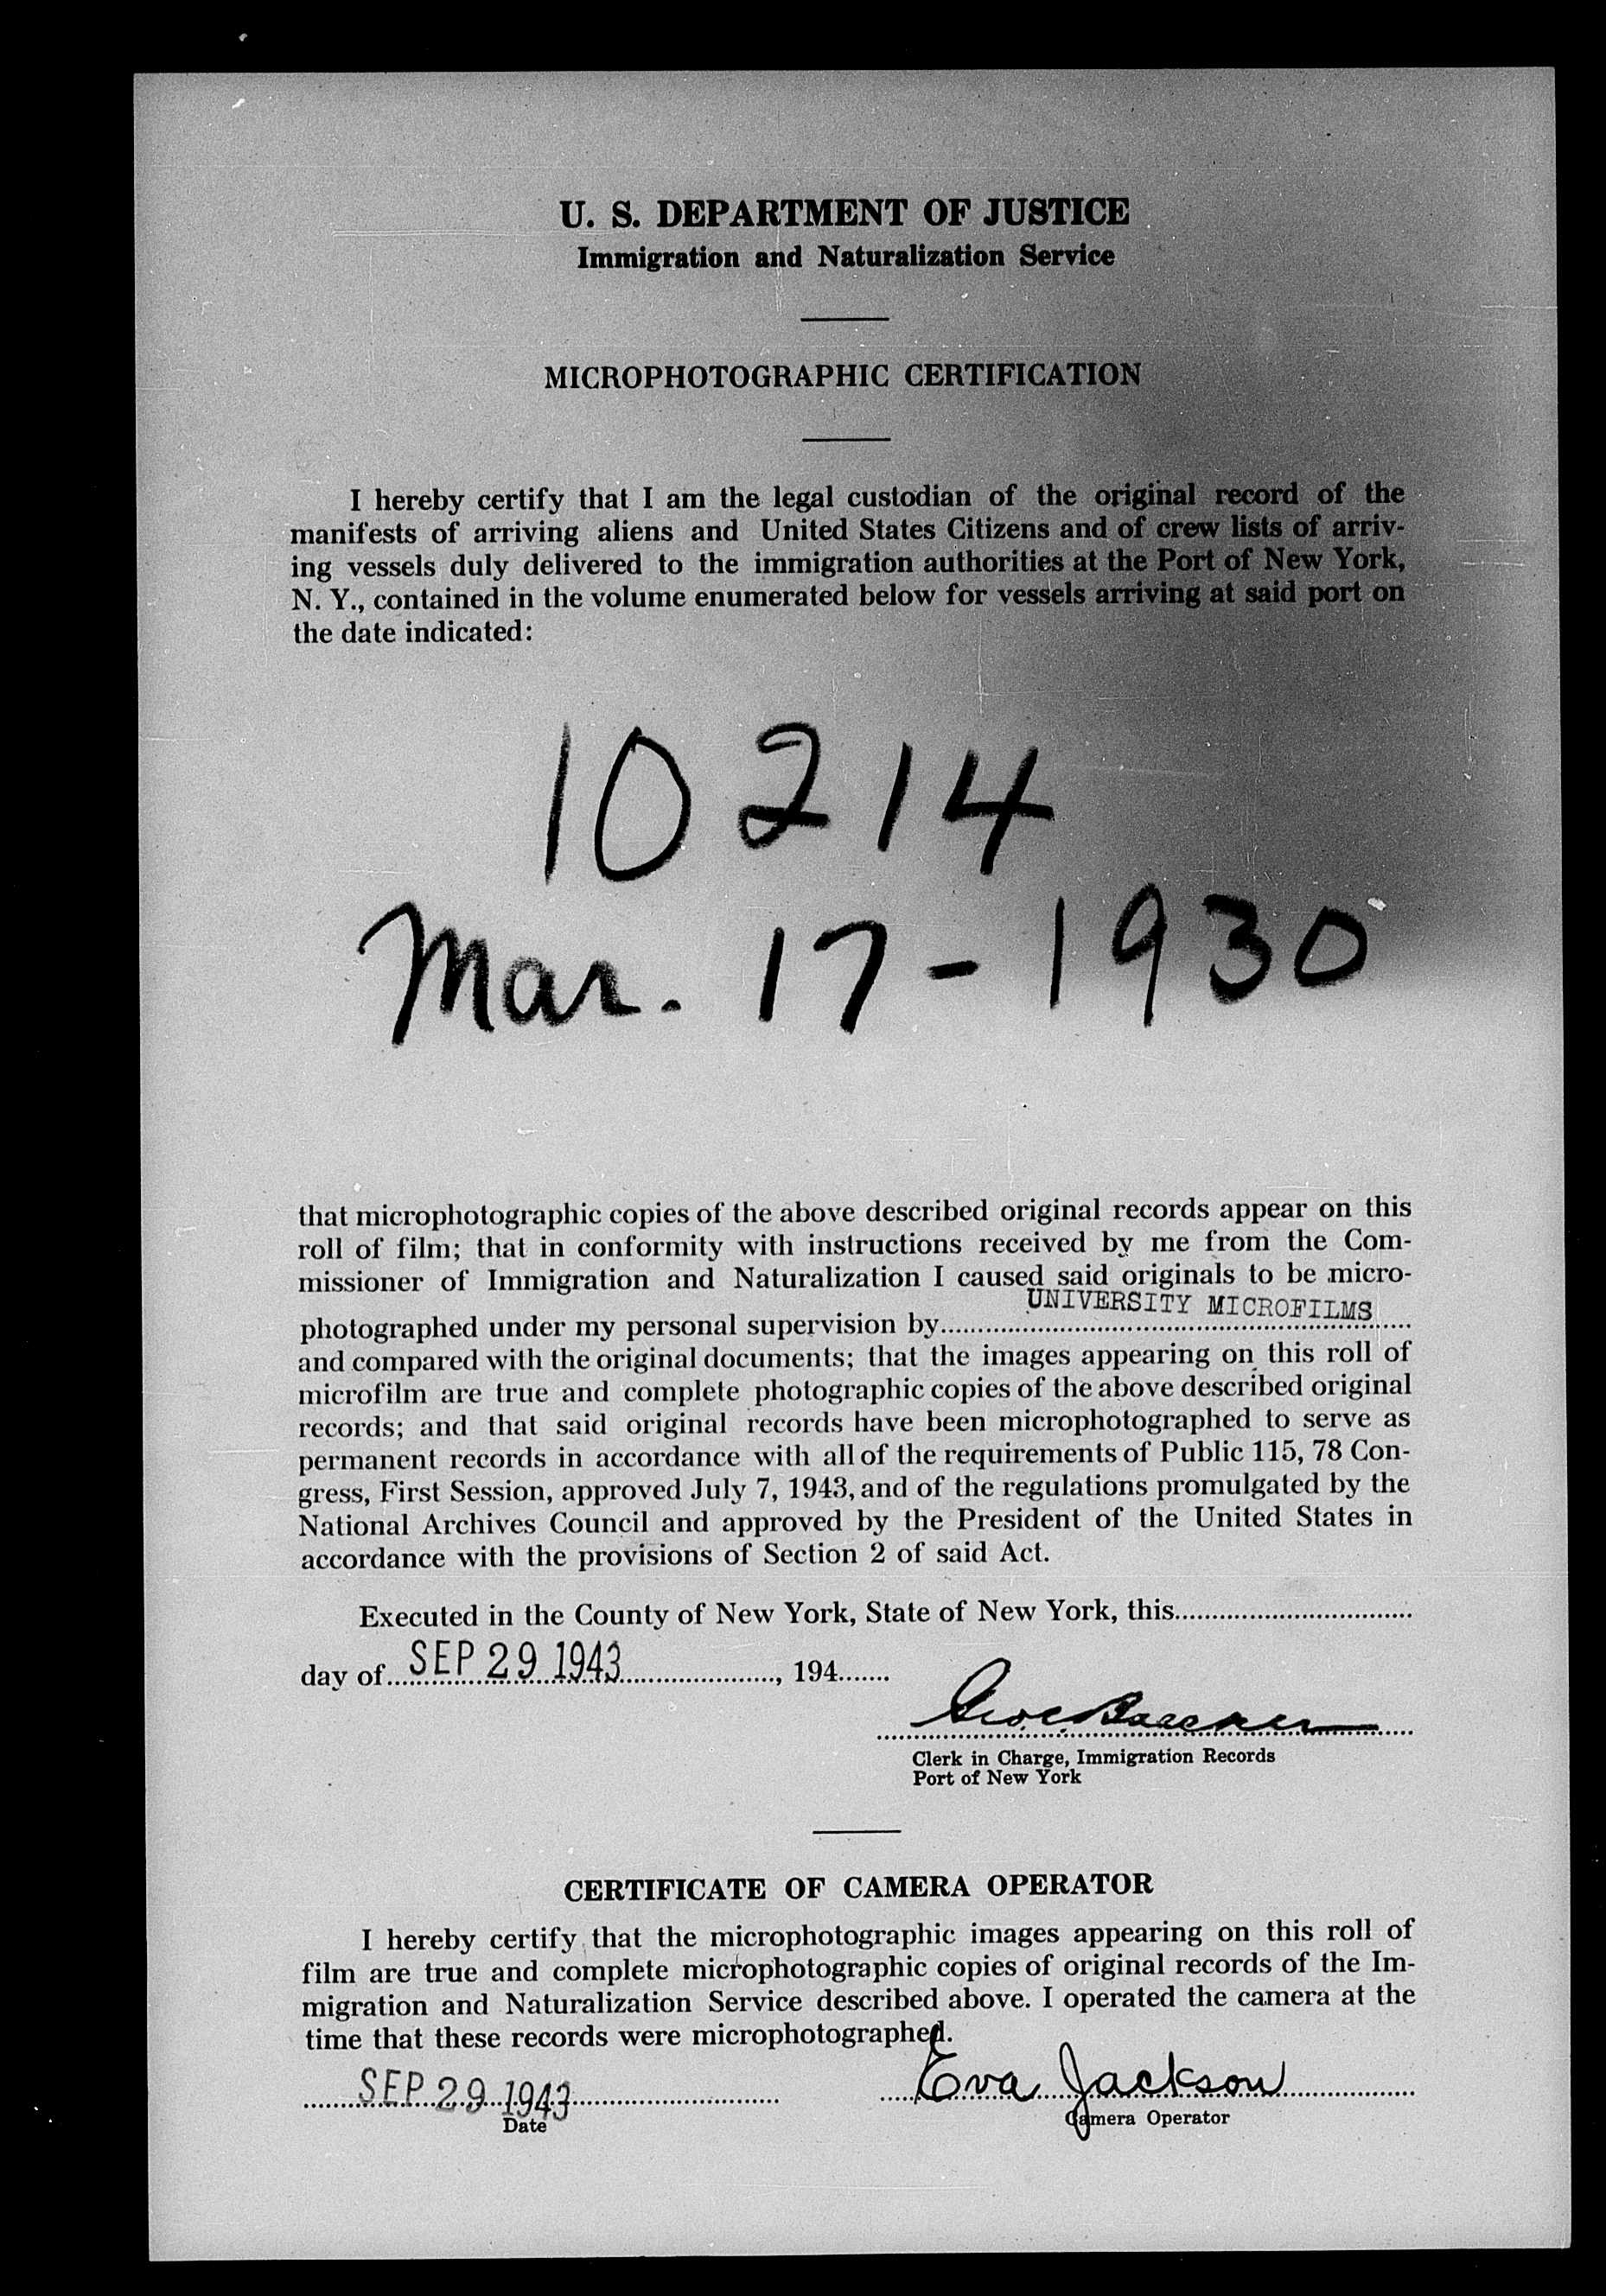 U. S. DEPARTMENT OF JUSTICE
Immigration and Naturalization Service
MICROPHOTOGRAPHIC CERTIFICATION
I hereby certify that I am the legal custodian of the original record of the
manifests of arriving aliens and United States Citizens and of crew lists of arriv-
ing vessels duly delivered to the immigration authorities at the Port of New York,
N. Y., contained in the volume enumerated below for vessels arriving at said port on
the date indicated:
10214
Mar. 17-1930
that microphotographic copies of the above described original records appear on this
roll of film; that in conformity with instructions received by me from the Com-
missioner of Immigration and Naturalization I caused said originals to be micro-
UNIVERSITY MICROFILMS
photographed under my personal supervision by
and compared with the original documents; that the images appearing on this roll of
microfilm are true and complete photographic copies of the above described original
records; and that said original records have been microphotographed to serve as
permanent records in accordance with all of the requirements of Public 115, 78 Con-
gress, First Session, approved July 7, 1943, and of the regulations promulgated by the
National Archives Council and approved by the President of the United States in
accordance with the provisions of Section 2 of said Act.
Executed in the County of New York, State of New York, this
day of SEP 29 1943, 194
Clerk in Charge, Immigration Records
Port of New York
CERTIFICATE OF CAMERA OPERATOR
I hereby certify that the microphotographic images appearing on this roll of
film are true and complete microphotographic copies of original records of the Im-
migration and Naturalization Service described above. I operated the camera at the
time that these records were microphotographed.
SEP 29 1943 Eva Jackson
Date Camera Operator